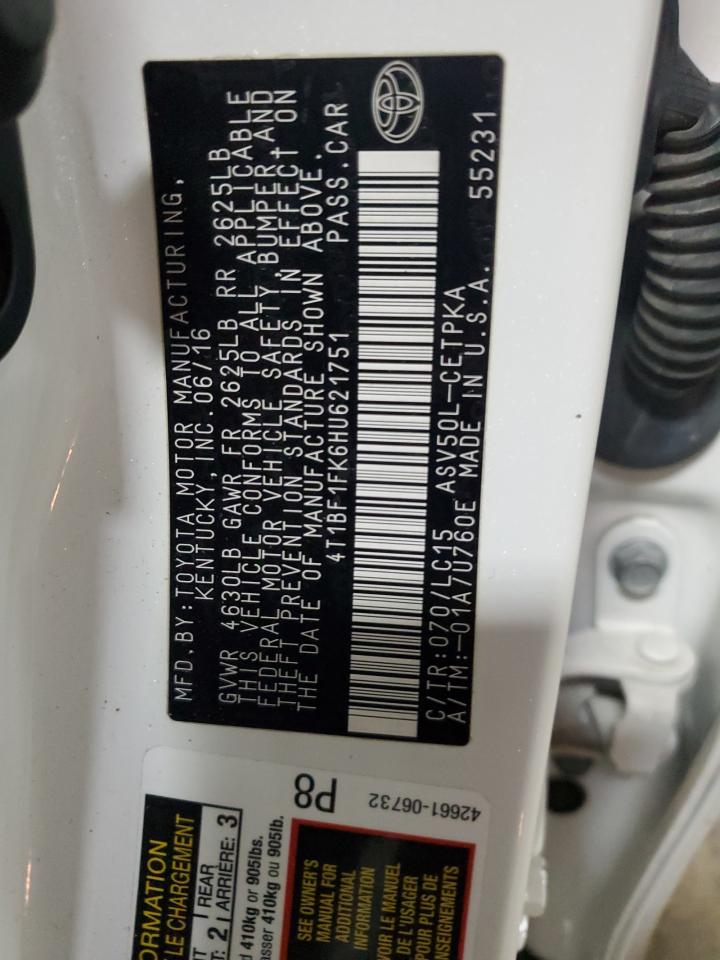 MFD.BY:TOYOTA MOTOR MANUFACTURING,
KENTUCKY, INC.06/16
GVWR 4630LB GAWR FR 2625LB RR 2625LB
THIS VEHICLE CONFORMS TO ALL APPLICABLE
FEDERAL MOTOR VEHICLE SAFETY,BUMPER,AND
THEFT PREVENTION STANDARDS IN EFFECT ON
THE DATE OF MANUFACTURE SHOWN ABOVE.
4T1BF1FK6HU621751 PASS.CAR
C/TR:070/LC15 ASV50L-CETPKA
A/TM:-01A/U760E MADE IN U.S.A. 55231
P8
42661-06732
REAR
2 ARRIÈRE: 3
410kg or 905lbs.
410kg ou 905lb.
SEE OWNER'S
MANUAL FOR
ADDITIONAL
INFORMATION
VOIR LE MANUEL
DE L'USAGER
POUR PLUS DE
LE CHARGEMENT